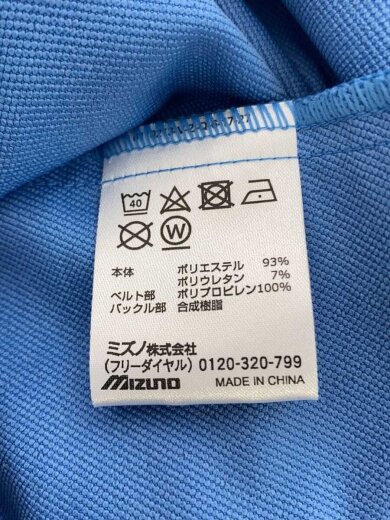 40
W
本体 ポリエステル 93%
ポリウレタン 7%
ベルト部 ポリプロピレン100%
バックル部 合成樹脂
ミズノ株式会社
(フリーダイヤル) 0120-320-799
MIZUNO MADE IN CHINA